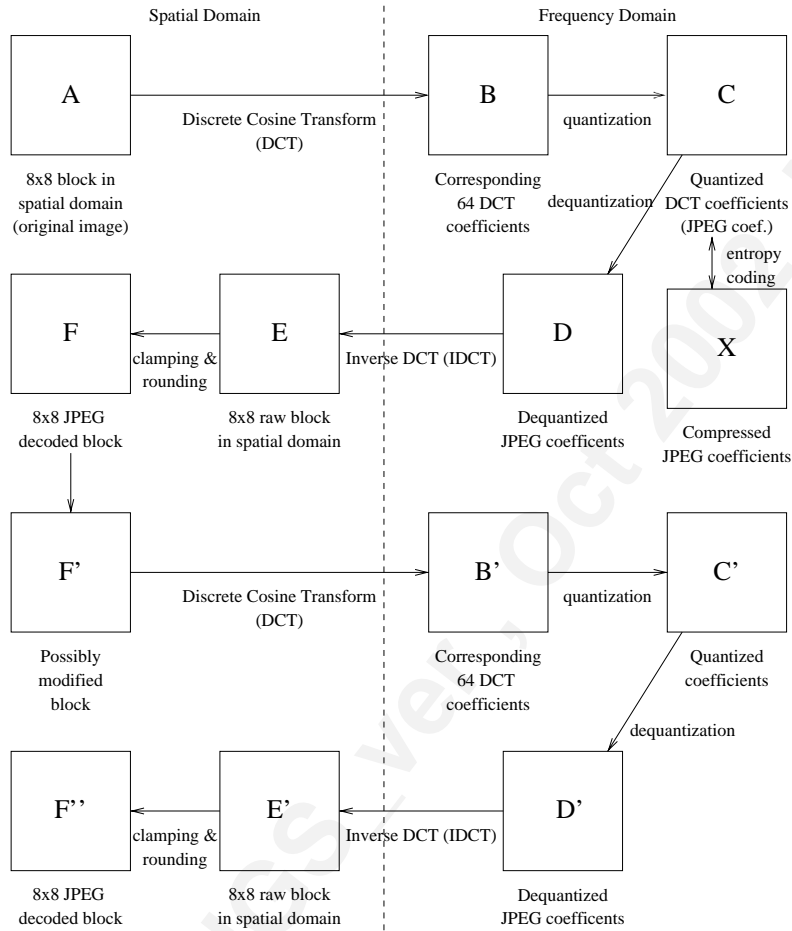 Spatial Domain
Frequency Domain
A
B
C
Discrete Cosine Transform
(DCT)
quantization
8x8 block in
spatial domain
(original image)
Corresponding
64 DCT
coefficients
dequantization
Quantized
DCT coefficients
(JPEG coef.)
entropy
coding
F
E
D
X
clamping &
rounding
Inverse DCT (IDCT)
8x8 JPEG
decoded block
8x8 raw block
in spatial domain
Dequantized
JPEG coefficents
Compressed
JPEG coefficients
F'
B'
C'
Discrete Cosine Transform
(DCT)
quantization
Possibly
modified
block
Corresponding
64 DCT
coefficients
Quantized
coefficients
dequantization
F''
E'
D'
clamping &
rounding
Inverse DCT (IDCT)
8x8 JPEG
decoded block
8x8 raw block
in spatial domain
Dequantized
JPEG coefficents
ver , Oct 2002